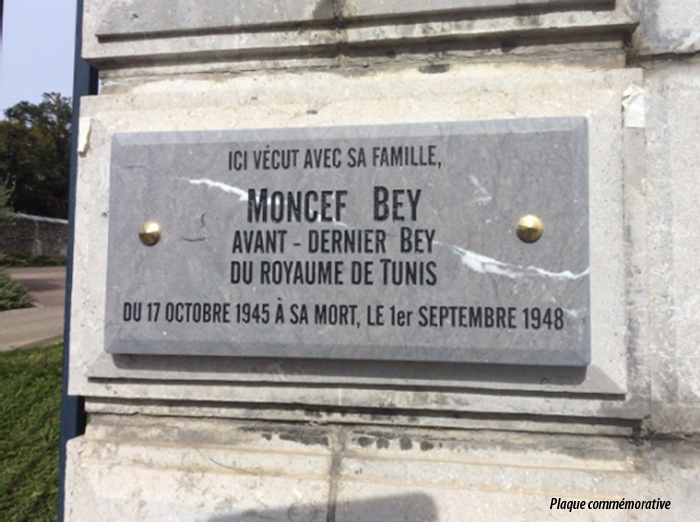 ICI VÉCUT AVEC SA FAMILLE,
MONCEF BEY
AVANT - DERNIER BEY
DU ROYAUME DE TUNIS
DU 17 OCTOBRE 1945 À SA MORT, LE 1er SEPTEMBRE 1948
Plaque commémorative